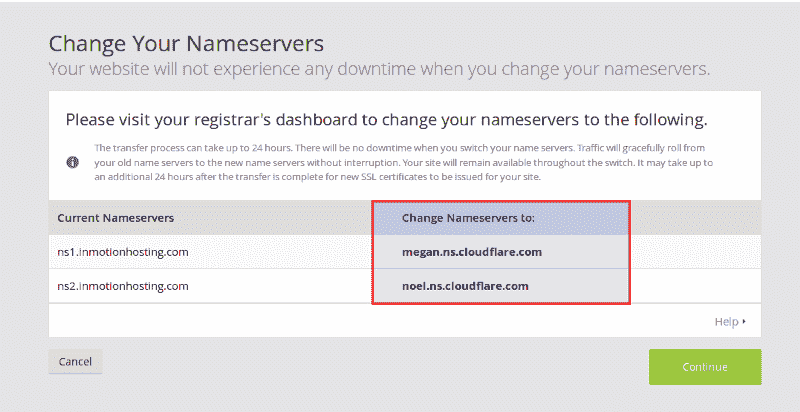 Change Your Nameservers
Your website will not experience any downtime when you change your nameservers.
Please visit your registrar's dashboard to change your nameservers to the following.
The transfer process can take up to 24 hours. There will be no downtime when you switch your name servers. Traffic will gracefully roll from
your old name servers to the new name servers without interruption. Your site will remain available throughout the switch. It may take up to
an additional 24 hours after the transfer is complete for new SSL certificates to be issued for your site.
Current Nameservers Change Nameservers to:
ns1.inmotionhosting.com megan.ns.cloudflare.com
ns2.inmotionhosting.com noel.ns.cloudflare.com
Help
Cancel Continue